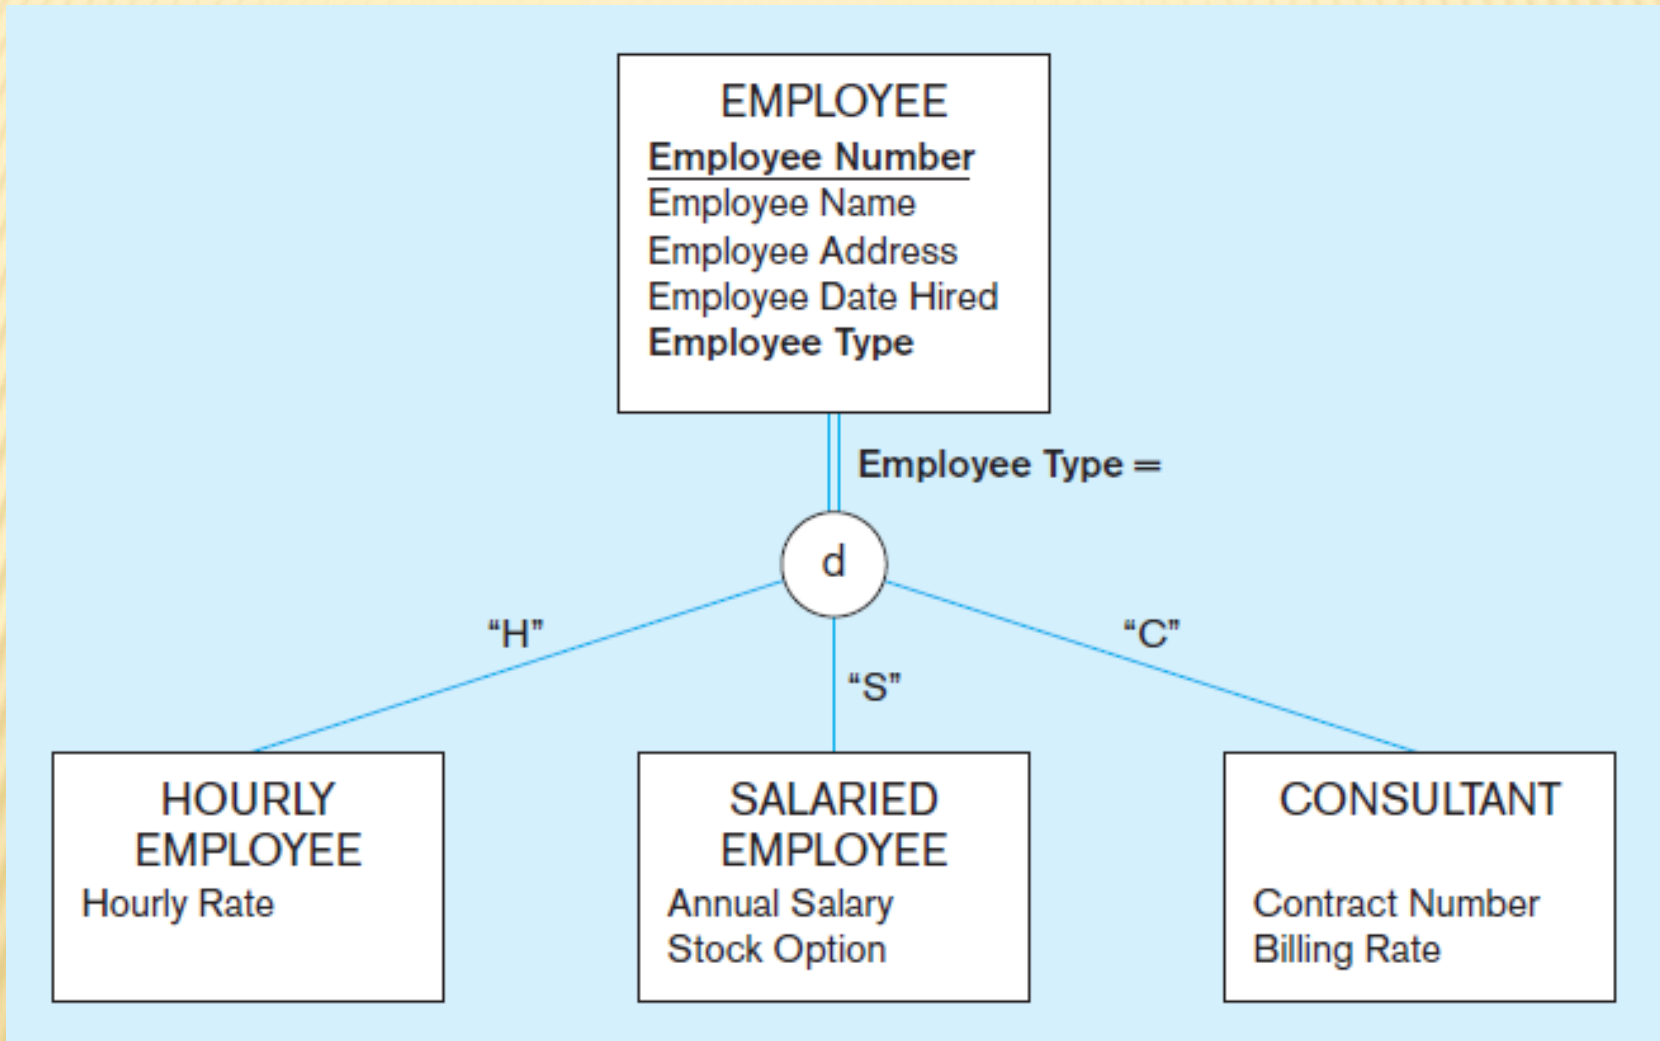 EMPLOYEE
Employee Number
Employee Name
Employee Address
Employee Date Hired
Employee Type
Employee Type =
d
“H”
“S”
“C”
HOURLY
EMPLOYEE
Hourly Rate
SALARIED
EMPLOYEE
Annual Salary
Stock Option
CONSULTANT
Contract Number
Billing Rate